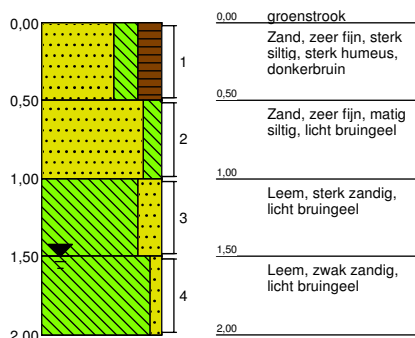 0,00
1
0,50
2
1,00
3
1,50
4
2,00
0,00
groenstrook
Zand, zeer fijn, sterk
siltig, sterk humeus,
donkerbruin
0,50
Zand, zeer fijn, matig
siltig, licht bruingeel
1,00
Leem, sterk zandig,
licht bruingeel
1,50
Leem, zwak zandig,
licht bruingeel
2,00